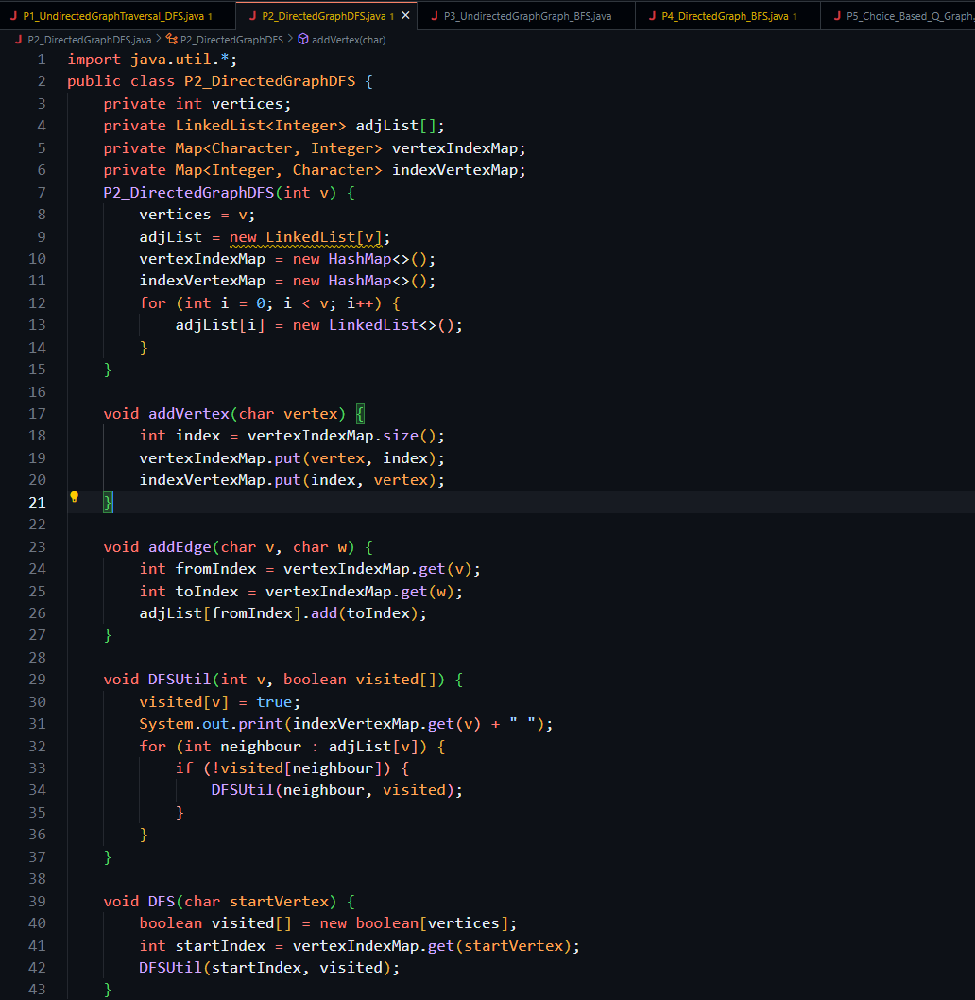 P1_UndirectedGraphTraversal_DFS.java 1 P2_DirectedGraphDFS.java 1 P3_UndirectedGraphGraph_BFS.java P4_DirectedGraph_BFS.java 1 P5_Choice_Based_Q_Graph.
P2_DirectedGraphDFS.java > P2_DirectedGraphDFS > addVertex(char)
1 import java.util.*;
2 public class P2_DirectedGraphDFS {
3     private int vertices;
4     private LinkedList<Integer> adjList[];
5     private Map<Character, Integer> vertexIndexMap;
6     private Map<Integer, Character> indexVertexMap;
7     P2_DirectedGraphDFS(int v) {
8         vertices = v;
9         adjList = new LinkedList[v];
10         vertexIndexMap = new HashMap<>();
11         indexVertexMap = new HashMap<>();
12         for (int i = 0; i < v; i++) {
13             adjList[i] = new LinkedList<>();
14         }
15     }
16
17     void addVertex(char vertex) {
18         int index = vertexIndexMap.size();
19         vertexIndexMap.put(vertex, index);
20         indexVertexMap.put(index, vertex);
21     }
22
23     void addEdge(char v, char w) {
24         int fromIndex = vertexIndexMap.get(v);
25         int toIndex = vertexIndexMap.get(w);
26         adjList[fromIndex].add(toIndex);
27     }
28
29     void DFSUtil(int v, boolean visited[]) {
30         visited[v] = true;
31         System.out.print(indexVertexMap.get(v) + " ");
32         for (int neighbour : adjList[v]) {
33             if (!visited[neighbour]) {
34                 DFSUtil(neighbour, visited);
35             }
36         }
37     }
38
39     void DFS(char startVertex) {
40         boolean visited[] = new boolean[vertices];
41         int startIndex = vertexIndexMap.get(startVertex);
42         DFSUtil(startIndex, visited);
43     }